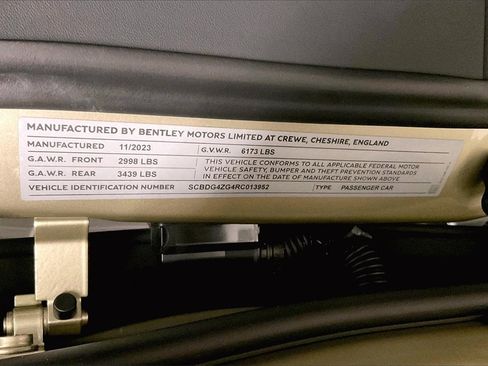 MANUFACTURED BY BENTLEY MOTORS LIMITED AT CREWE, CHESHIRE, ENGLAND
MANUFACTURED 11/2023 G.V.W.R. 6173 LBS
G.A.W.R. FRONT 2998 LBS
G.A.W.R. REAR 3439 LBS
THIS VEHICLE CONFORMS TO ALL APPLICABLE FEDERAL MOTOR
VEHICLE SAFETY, BUMPER AND THEFT PREVENTION STANDARDS
IN EFFECT ON THE DATE OF MANUFACTURE SHOWN ABOVE
VEHICLE IDENTIFICATION NUMBER SCBDG4ZG4RC013952 TYPE PASSENGER CAR